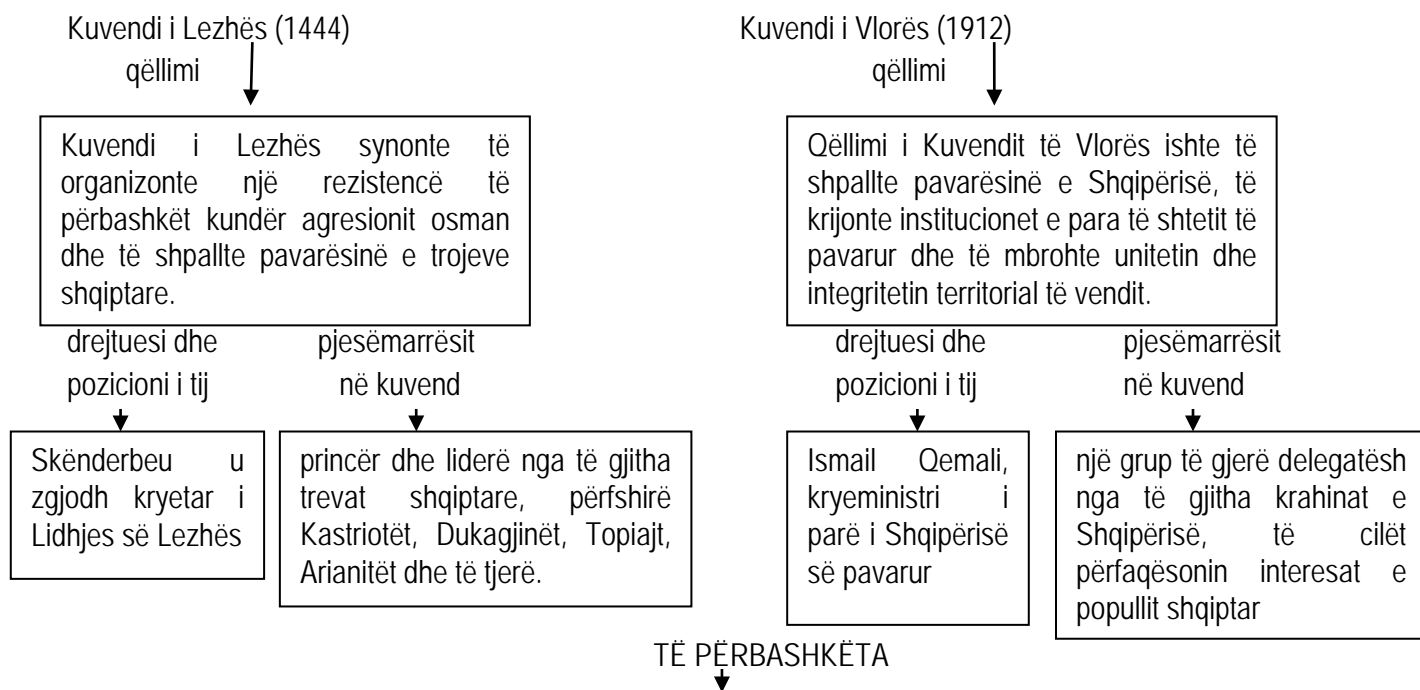 Kuvendi i Lezhës (1444)
qëllimi
Kuvendi i Lezhës synonte të
organizonte një rezistencë të
përbashkët kundër agresionit osman
dhe të shpallte pavarësinë e trojeve
shqiptare.
drejtuesi dhe
pozicioni i tij
pjesëmarrësit
në kuvend
Skënderbeu u
zgjodh kryetar i
Lidhjes së Lezhës
princër dhe liderë nga të gjitha
trevat shqiptare, përfshirë
Kastriotët, Dukagjinët, Topiajt,
Arianitët dhe të tjerë.
Kuvendi i Vlorës (1912)
qëllimi
Qëllimi i Kuvendit të Vlorës ishte të
shpallte pavarësinë e Shqipërisë, të
krijonte institucionet e para të shtetit të
pavarur dhe të mbrohte unitetin dhe
integritetin territorial të vendit.
drejtuesi dhe
pozicioni i tij
pjesëmarrësit
në kuvend
Ismail Qemali,
kryeministri i
parë i Shqipërisë
së pavarur
një grup të gjerë delegatësh
nga të gjitha krahinat e
Shqipërisë, të cilët
përfaqësonin interesat e
popullit shqiptar
TË PËRBASHKËTA